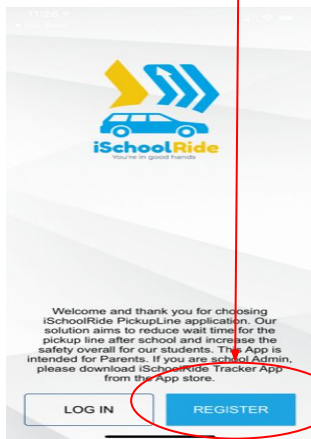 11:26
iSchoolRide
You're in good hands
Welcome and thank you for choosing
iSchoolRide PickupLine application. Our
solution aims to reduce wait time for the
pickup line after school and increase the
safety overall for our students. This App is
intended for Parents. If you are school Admin,
please download iSchoolRide Tracker App
from the App store.
LOG IN
REGISTER